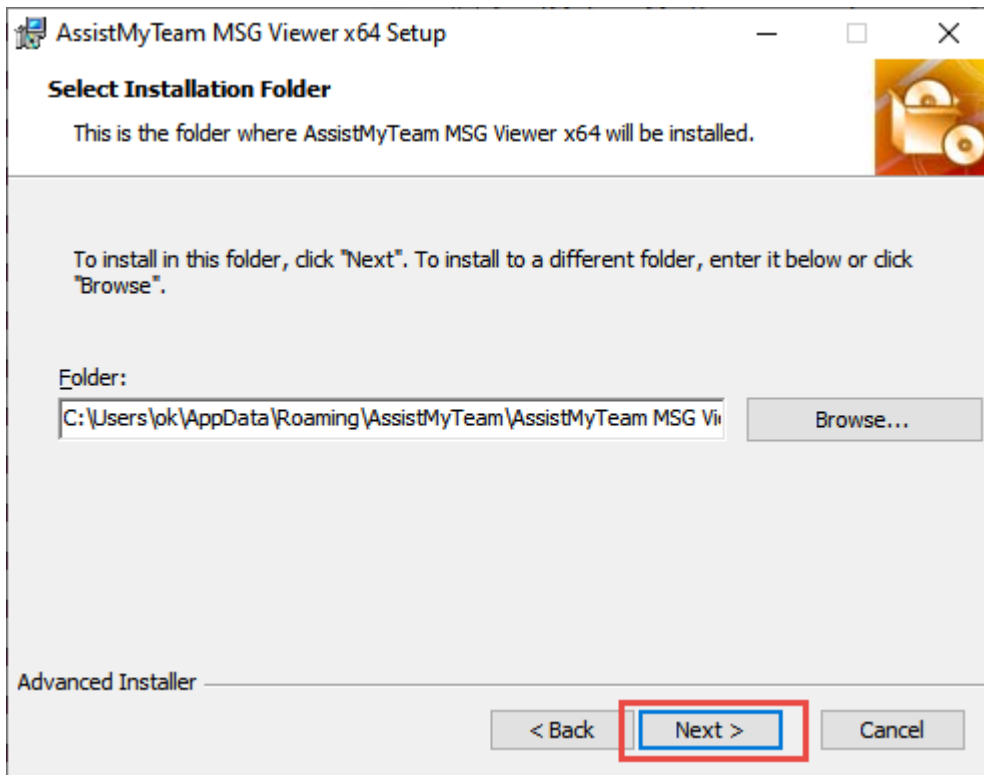 AssistMyTeam MSG Viewer x64 Setup
Select Installation Folder
This is the folder where AssistMyTeam MSG Viewer x64 will be installed.
To install in this folder, click "Next". To install to a different folder, enter it below or click
"Browse".
Folder:
C:\Users\ok\AppData\Roaming\AssistMyTeam\AssistMyTeam MSG Vi
Browse...
Advanced Installer
< Back
Next >
Cancel